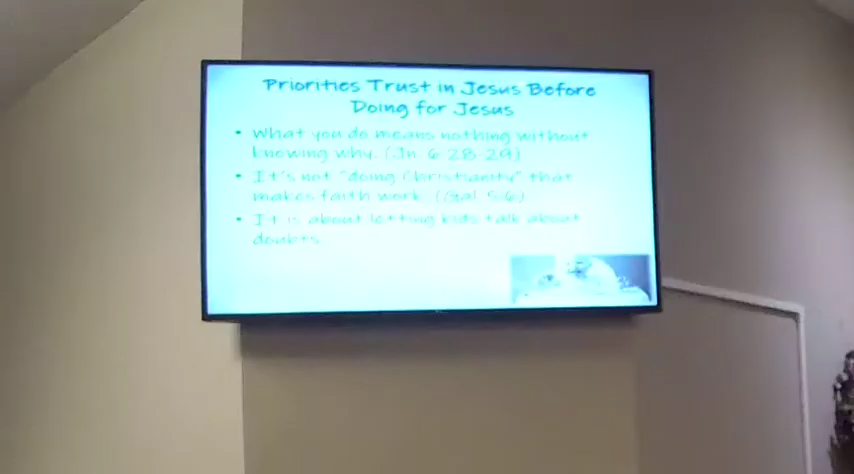 Priorities Trust in Jesus Before
Doing for Jesus
• What you do means nothing without
knowing why. (Jn. 6:28-29)
• It's not "doing Christianity" that
makes faith work. (Gal. 5:6)
• It is about letting kids talk about
doubts.